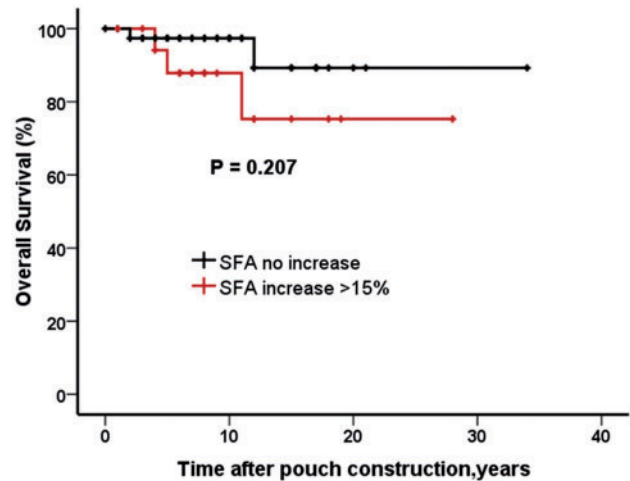 100
80
60
40
20
0
Overall Survival (%)
P = 0.207
SFA no increase
SFA increase >15%
0 10 20 30 40
Time after pouch construction,years